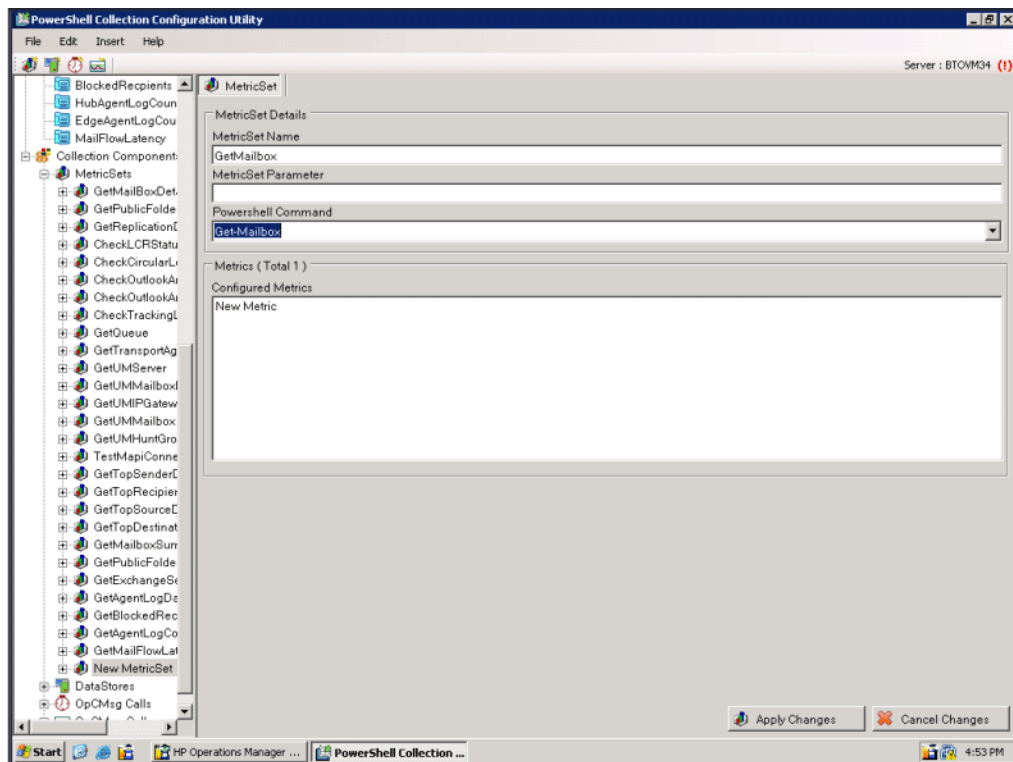 PowerShell Collection Configuration Utility
File Edit Insert Help
Server : BTOVM34 (!)
BlockedRecpients
HubAgentLogCoun
EdgeAgentLogCou
MailFlowLatency
Collection Component
MetricSets
GetMailBoxDet
GetPublicFolde
GetReplicationD
CheckLCRStatu
CheckCircularL
CheckOutlookA
CheckOutlookA
CheckTrackingL
GetQueue
GetTransportAg
GetUMServer
GetUMMailboxI
GetUMIPGatew
GetUMMailbox
GetUMHuntGro
TestMapiConne
GetTopSenderD
GetTopRecipier
GetTopSourceD
GetTopDestinat
GetMailboxSum
GetPublicFolde
GetExchangeSe
GetAgentLogDa
GetBlockedRec
GetAgentLogCo
GetMailFlowLat
New MetricSet
DataStores
OpCMsg Calls
MetricSet
MetricSet Details
MetricSet Name
GetMailbox
MetricSet Parameter
Powershell Command
Get-Mailbox
Metrics ( Total 1 )
Configured Metrics
New Metric
Apply Changes Cancel Changes
Start HP Operations Manager ... PowerShell Collection ... 4:53 PM